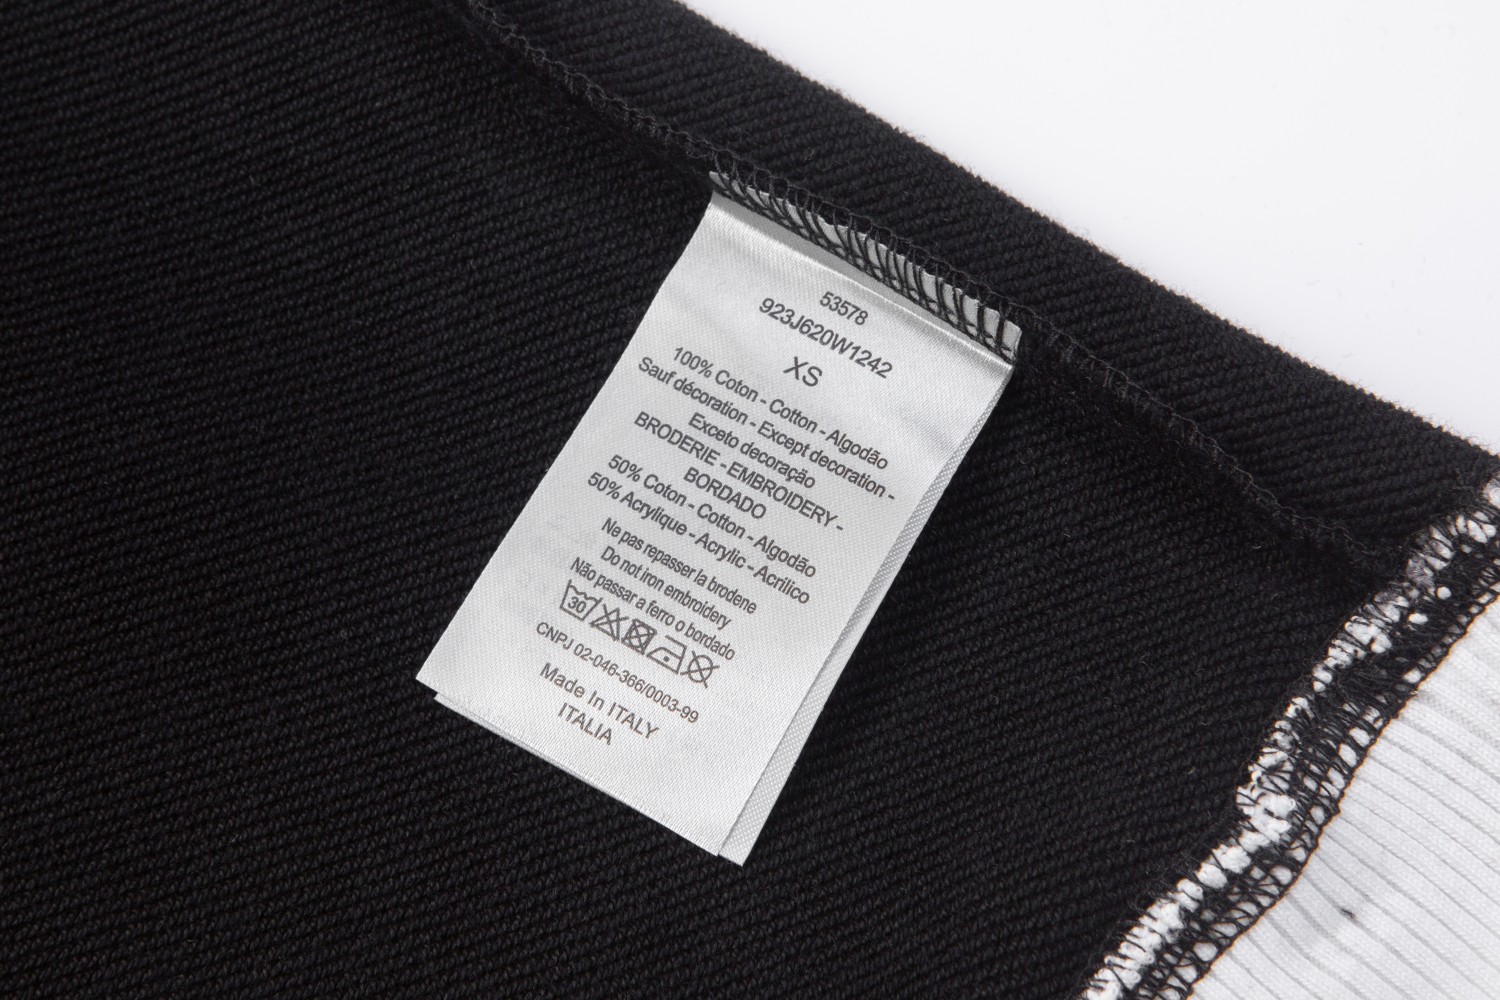 53578
923J620W1242
XS
100% Coton - Cotton - Algodão
Sauf décoration - Except decoration -
Exceto decoração
BRODERIE - EMBROIDERY -
BORDADO
50% Coton - Cotton - Algodão
50% Acrylique - Acrylic - Acrílico
Ne pas repasser la brodene
Do not iron embroidery
Não passar a ferro o bordado
30
CNPJ 02-046-366/0003-99
Made In ITALY
ITALIA